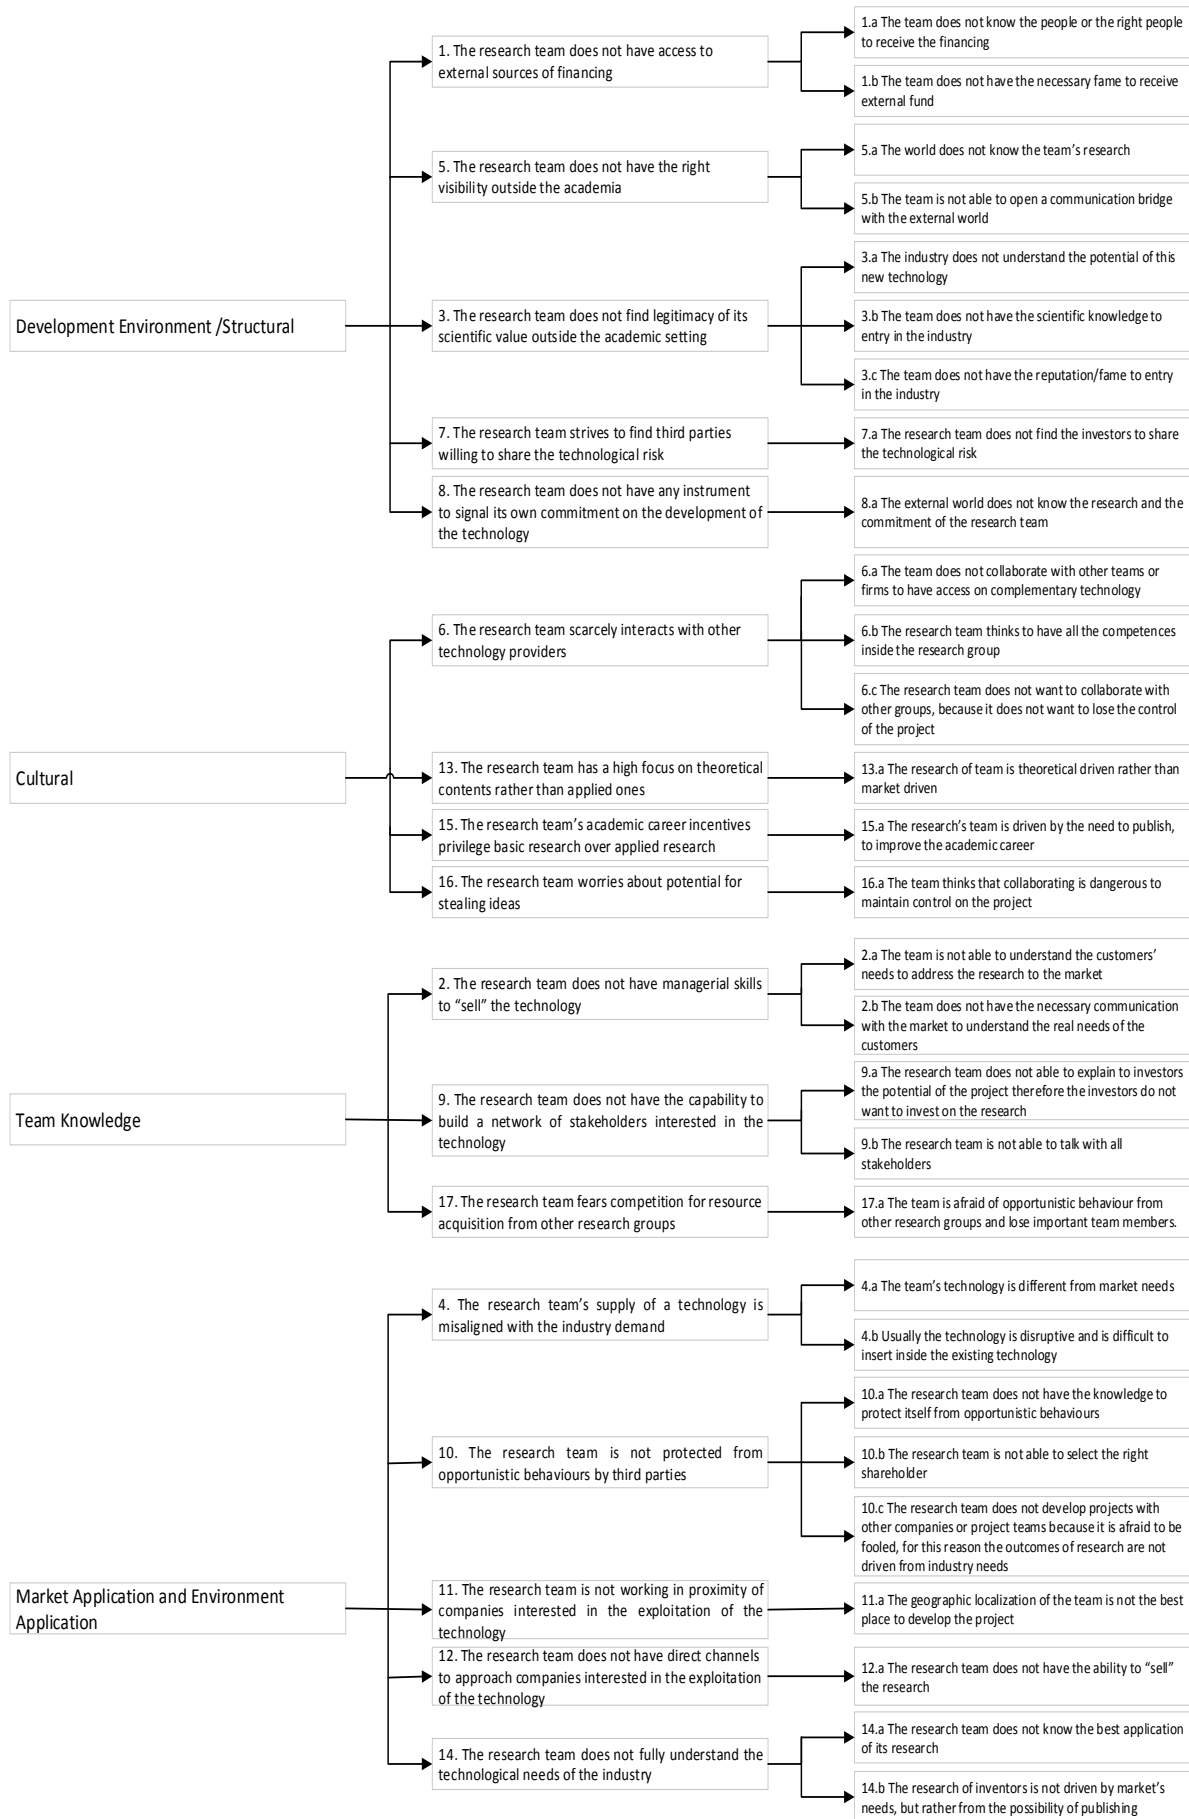 Development Environment /Structural
1. The research team does not have access to
external sources of financing
1.a The team does not know the people or the right people
to receive the financing
1.b The team does not have the necessary fame to receive
external fund
5. The research team does not have the right
visibility outside the academia
5.a The world does not know the team's research
5.b The team is not able to open a communication bridge
with the external world
3. The research team does not find legitimacy of its
scientific value outside the academic setting
3.a The industry does not understand the potential of this
new technology
3.b The team does not have the scientific knowledge to
entry in the industry
3.c The team does not have the reputation/fame to entry
in the industry
7. The research team strives to find third parties
willing to share the technological risk
7.a The research team does not find the investors to share
the technological risk
8. The research team does not have any instrument
to signal its own commitment on the development of
the technology
8.a The external world does not know the research and the
commitment of the research team
Cultural
6. The research team scarcely interacts with other
technology providers
6.a The team does not collaborate with other teams or
firms to have access on complementary technology
6.b The research team thinks to have all the competences
inside the research group
6.c The research team does not want to collaborate with
other groups, because it does not want to lose the control
of the project
13. The research team has a high focus on theoretical
contents rather than applied ones
13.a The research of team is theoretical driven rather than
market driven
15. The research team's academic career incentives
privilege basic research over applied research
15.a The research's team is driven by the need to publish,
to improve the academic career
16. The research team worries about potential for
stealing ideas
16.a The team thinks that collaborating is dangerous to
maintain control on the project
Team Knowledge
2. The research team does not have managerial skills
to “sell” the technology
2.a The team is not able to understand the customers'
needs to address the research to the market
2.b The team does not have the necessary communication
with the market to understand the real needs of the
customers
9. The research team does not have the capability to
build a network of stakeholders interested in the
technology
9.a The research team does not able to explain to investors
the potential of the project therefore the investors do not
want to invest on the research
9.b The research team is not able to talk with all
stakeholders
17. The research team fears competition for resource
acquisition from other research groups
17.a The team is afraid of opportunistic behaviour from
other research groups and lose important team members.
Market Application and Environment
Application
4. The research team's supply of a technology is
misaligned with the industry demand
4.a The team's technology is different from market needs
4.b Usually the technology is disruptive and is difficult to
insert inside the existing technology
10. The research team is not protected from
opportunistic behaviours by third parties
10.a The research team does not have the knowledge to
protect itself from opportunistic behaviours
10.b The research team is not able to select the right
shareholder
10.c The research team does not develop projects with
other companies or project teams because it is afraid to be
fooled, for this reason the outcomes of research are not
driven from industry needs
11. The research team is not working in proximity of
companies interested in the exploitation of the
technology
11.a The geographic localization of the team is not the best
place to develop the project
12. The research team does not have direct channels
to approach companies interested in the exploitation
of the technology
12.a The research team does not have the ability to “sell”
the research
14. The research team does not fully understand the
technological needs of the industry
14.a The research team does not know the best application
of its research
14.b The research of inventors is not driven by market's
needs, but rather from the possibility of publishing